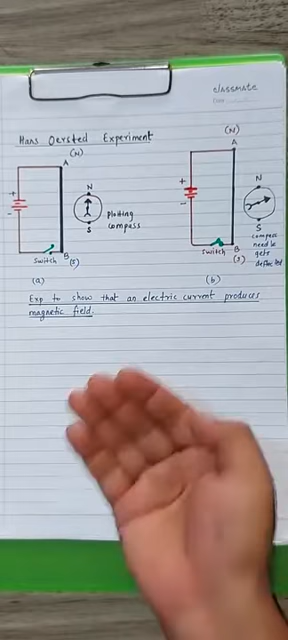 classmate
Hans Oersted Experiment
(N)
A
+
-
N
S
Plotting
compass
Switch
B
(S)
(a)
(N)
A
+
-
N
S
compass
needle
gets
deflected
Switch
B
(S)
(b)
Exp to show that an electric current produces
magnetic field.